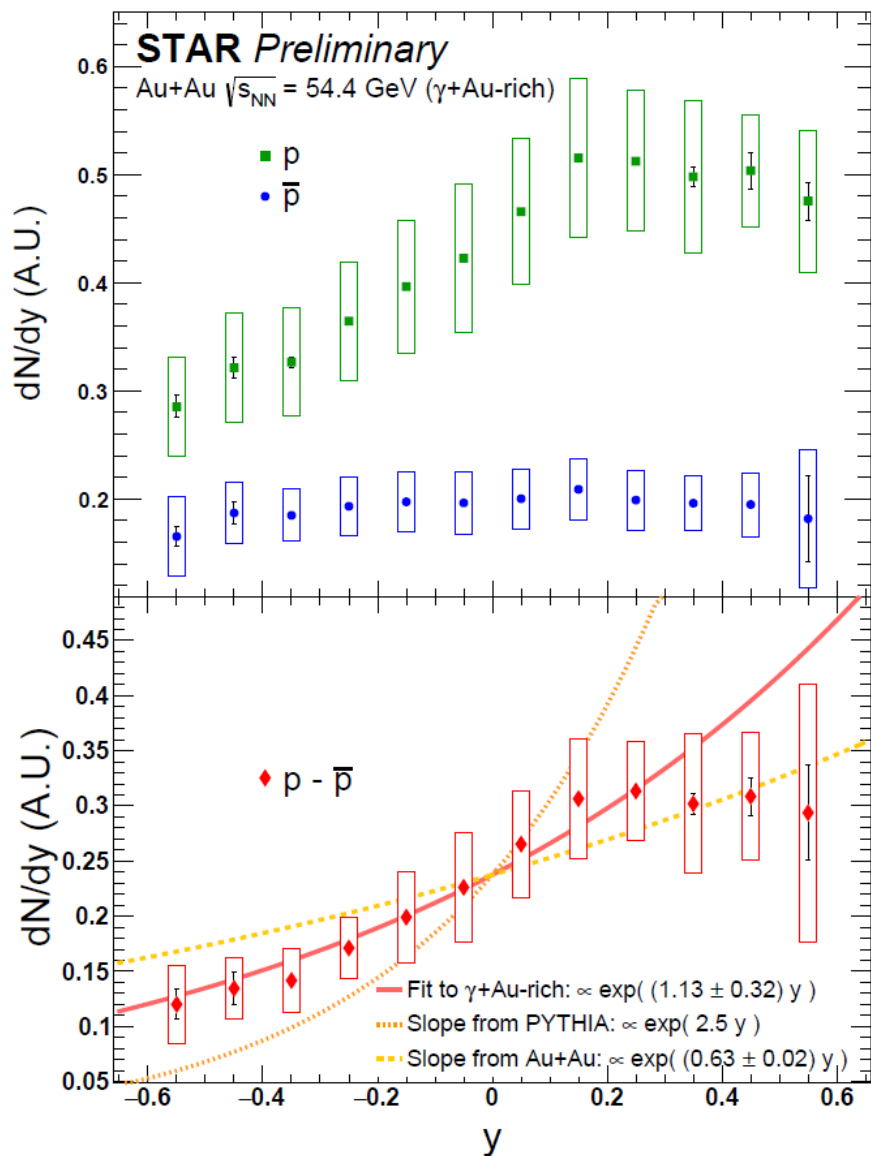 STAR Preliminary
Au+Au √s_NN = 54.4 GeV (γ+Au-rich)
p
p̅
dN/dy (A.U.)
0.6
0.5
0.4
0.3
0.2
p - p̅
dN/dy (A.U.)
0.45
0.4
0.35
0.3
0.25
0.2
0.15
0.1
0.05
Fit to γ+Au-rich: ∝ exp( (1.13 ± 0.32) y )
Slope from PYTHIA: ∝ exp( 2.5 y )
Slope from Au+Au: ∝ exp( (0.63 ± 0.02) y )
−0.6 −0.4 −0.2 0 0.2 0.4 0.6
y